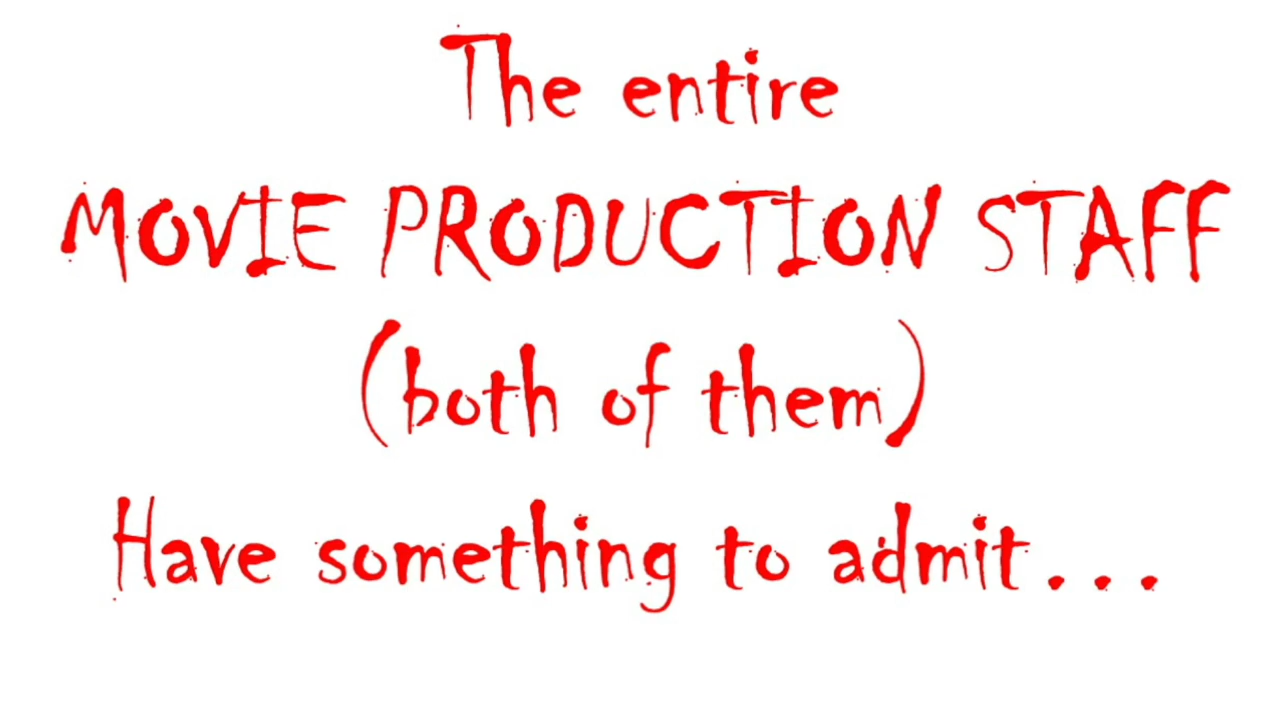 The entire
MOVIE PRODUCTION STAFF
(both of them)
Have something to admit...